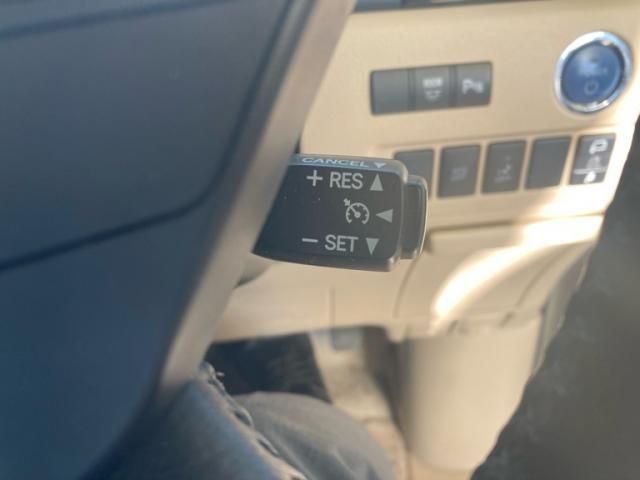 CANCEL ▼
+ RES ▲
◄
− SET ▼
P